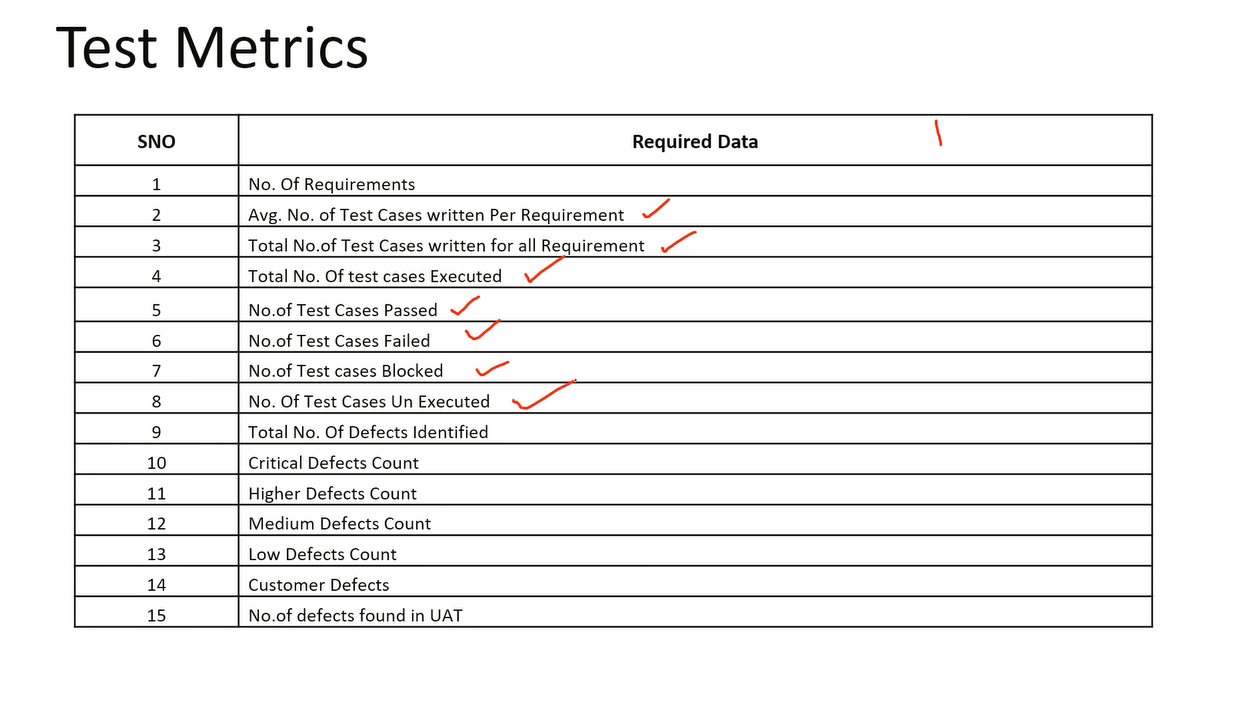 Test Metrics
SNO Required Data
1 No. Of Requirements
2 Avg. No. of Test Cases written Per Requirement
3 Total No.of Test Cases written for all Requirement
4 Total No. Of test cases Executed
5 No.of Test Cases Passed
6 No.of Test Cases Failed
7 No.of Test cases Blocked
8 No. Of Test Cases Un Executed
9 Total No. Of Defects Identified
10 Critical Defects Count
11 Higher Defects Count
12 Medium Defects Count
13 Low Defects Count
14 Customer Defects
15 No.of defects found in UAT